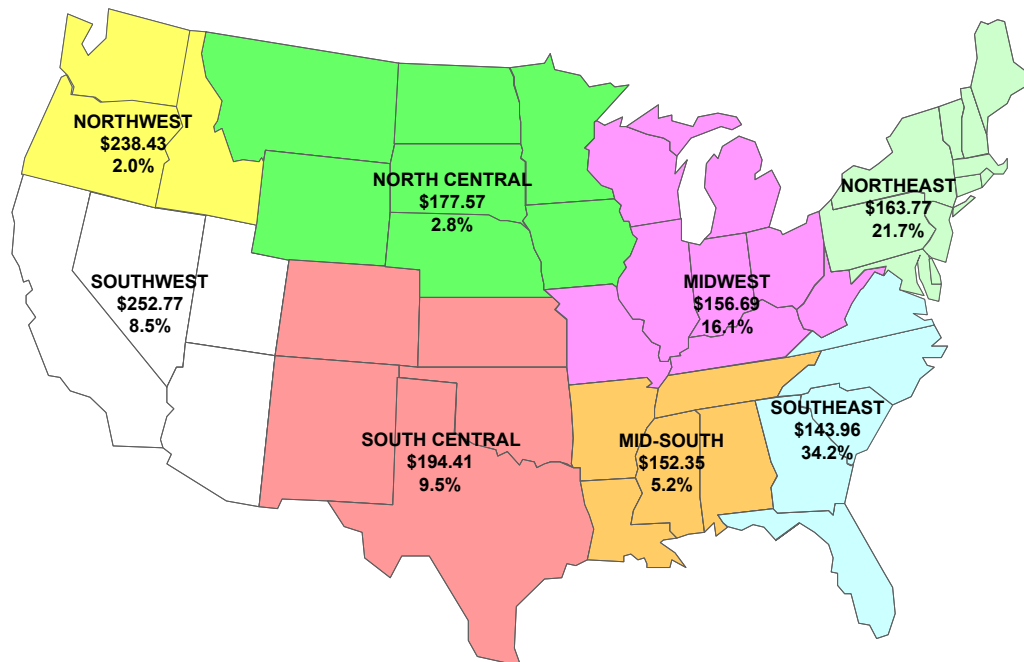 NORTHWEST
$238.43
2.0%
NORTH CENTRAL
$177.57
2.8%
NORTHEAST
$163.77
21.7%
SOUTHWEST
$252.77
8.5%
MIDWEST
$156.69
16.1%
SOUTH CENTRAL
$194.41
9.5%
MID-SOUTH
$152.35
5.2%
SOUTHEAST
$143.96
34.2%